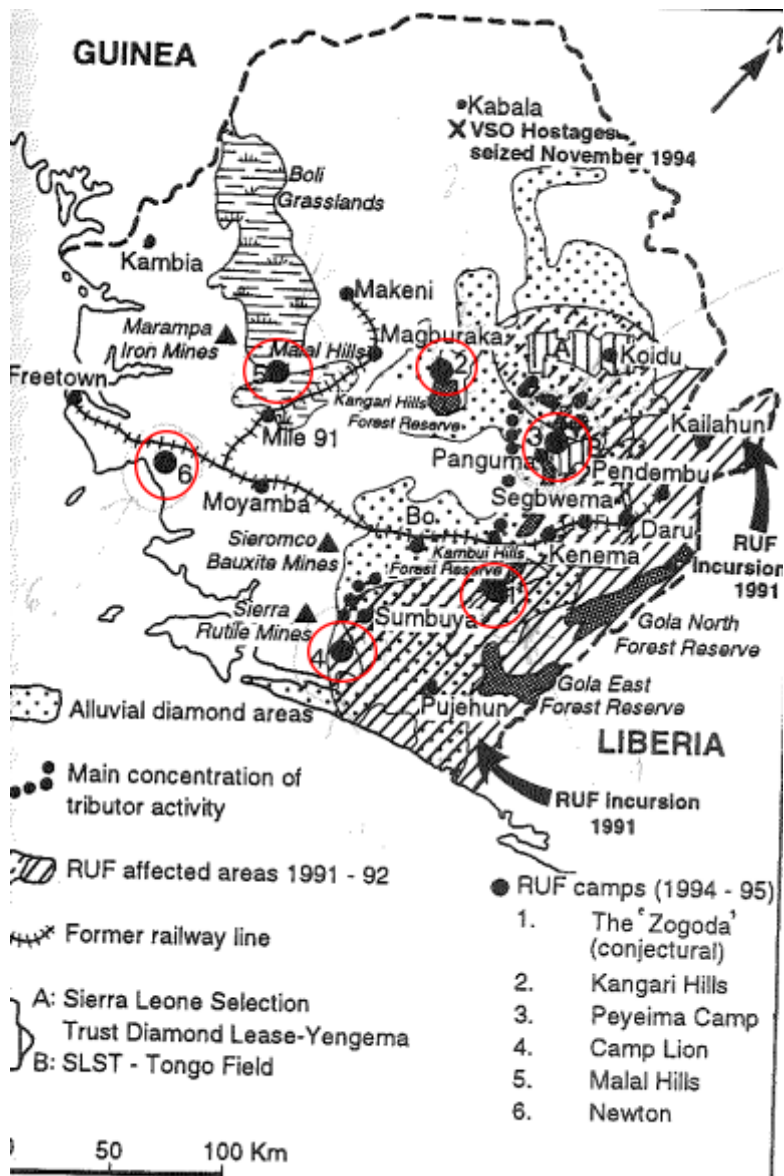 GUINEA
Kabala
X VSO Hostages
seized November 1994
Boli
Grasslands
Kambia
Makeni
Marampa
Iron Mines
Malal Hills
Magburaka
A
Koidu
5
2
Freetown
Kangari Hills
Forest Reserve
Mile 91
3
Kailahun
Panguma
Pendembu
6
Moyamba
Segbwema
Bo.
Daru
Sieromco
Bauxite Mines
Kambui Hills
Forest Reserve
Kenema
RUF
Incursion
1991
1
Sierra
Rutile Mines
Sumbuya
Gola North
Forest Reserve
4
Gola East
Forest Reserve
Pujehun
Alluvial diamond areas
LIBERIA
Main concentration of
tributor activity
RUF incursion
1991
RUF affected areas 1991 - 92
RUF camps (1994 - 95)
1. The 'Zogoda'
(conjectural)
Former railway line
2. Kangari Hills
A: Sierra Leone Selection
Trust Diamond Lease-Yengema
B: SLST - Tongo Field
3. Peyeima Camp
4. Camp Lion
5. Malal Hills
6. Newton
50 100 Km